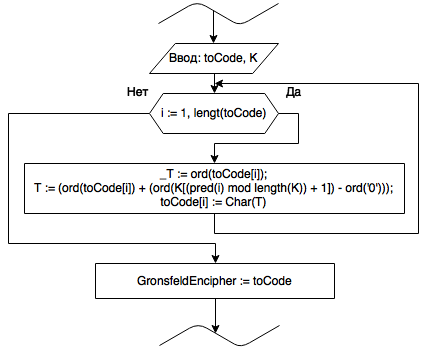 Ввод: toCode, K
Нет
Да
i := 1, lengt(toCode)
_T := ord(toCode[i]);
T := (ord(toCode[i]) + (ord(K[(pred(i) mod length(K)) + 1]) - ord('0')));
toCode[i] := Char(T)
GronsfeldEncipher := toCode